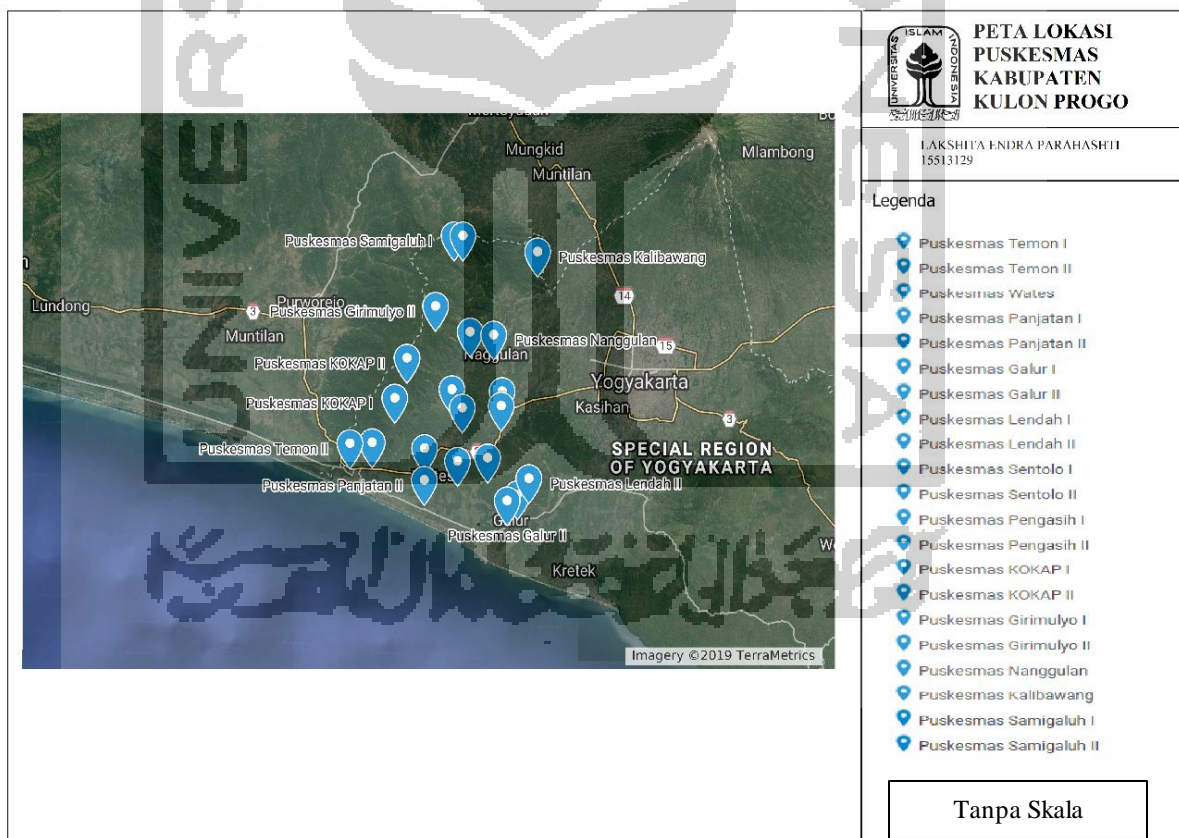 UNIVERSITAS
ISLAM
INDONESIA
PETA LOKASI
PUSKESMAS
KABUPATEN
KULON PROGO
LAKSHITA ENDRA PARAHASHTI
15513129
Legenda
Puskesmas Temon I
Puskesmas Temon II
Puskesmas Wates
Puskesmas Panjatan I
Puskesmas Panjatan II
Puskesmas Galur I
Puskesmas Galur II
Puskesmas Lendah I
Puskesmas Lendah II
Puskesmas Sentolo I
Puskesmas Sentolo II
Puskesmas Pengasih I
Puskesmas Pengasih II
Puskesmas KOKAP I
Puskesmas KOKAP II
Puskesmas Girimulyo I
Puskesmas Girimulyo II
Puskesmas Nanggulan
Puskesmas Kalibawang
Puskesmas Samigaluh I
Puskesmas Samigaluh II
Tanpa Skala
Mungkid
Mlambong
Muntilan
Puskesmas Samigaluh I
Puskesmas Kalibawang
14
Lundong
Purworejo
3
Puskesmas Girimulyo II
Muntilan
Puskesmas Nanggulan
15
Naggulan
Puskesmas KOKAP II
Yogyakarta
Puskesmas KOKAP I
Kasihan
3
Puskesmas Temon II
SPECIAL REGION
OF YOGYAKARTA
Puskesmas Panjatan II
Puskesmas Lendah II
Galur
Puskesmas Galur II
Kretek
Imagery ©2019 TerraMetrics